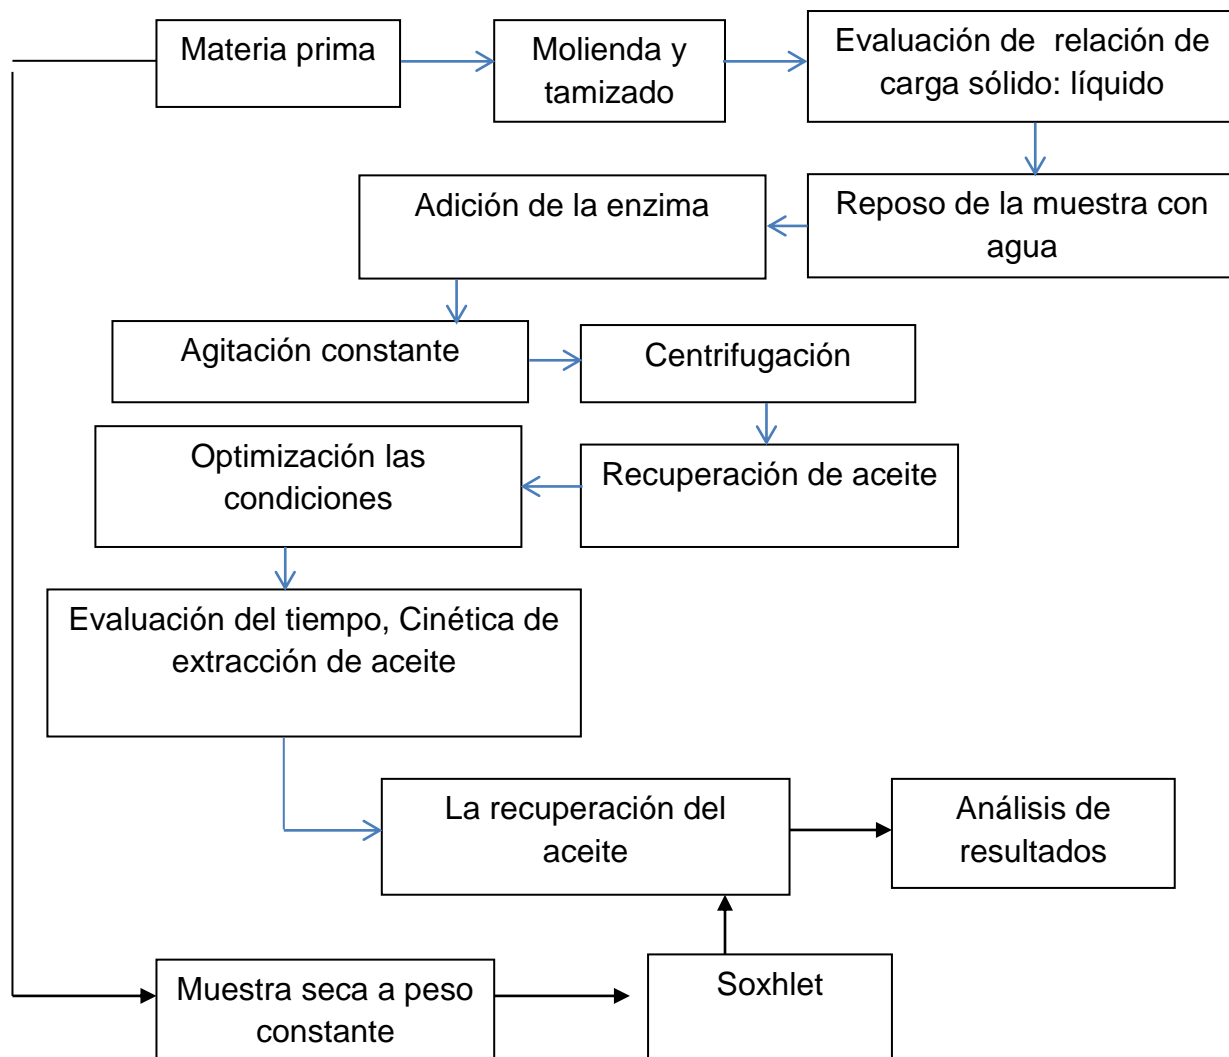 Materia prima
Molienda y
tamizado
Evaluación de relación de
carga sólido: líquido
Adición de la enzima
Reposo de la muestra con
agua
Agitación constante
Centrifugación
Optimización las
condiciones
Recuperación de aceite
Evaluación del tiempo, Cinética de
extracción de aceite
La recuperación del
aceite
Análisis de
resultados
Muestra seca a peso
constante
Soxhlet